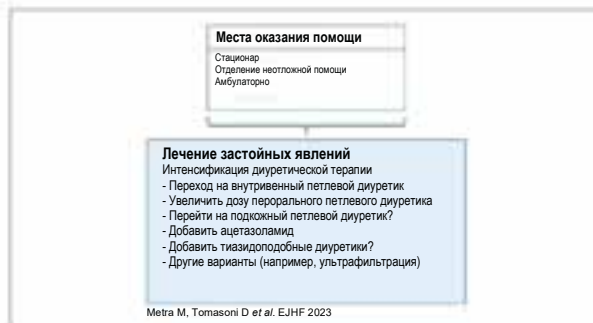 Места оказания помощи
Стационар
Отделение неотложной помощи
Амбулаторно
Лечение застойных явлений
Интенсификация диуретической терапии
- Переход на внутривенный петлевой диуретик
- Увеличить дозу перорального петлевого диуретика
- Перейти на подкожный петлевой диуретик?
- Добавить ацетазоламид
- Добавить тиазидоподобные диуретики?
- Другие варианты (например, ультрафильтрация)
Metra M, Tomasoni D et al. EJHF 2023